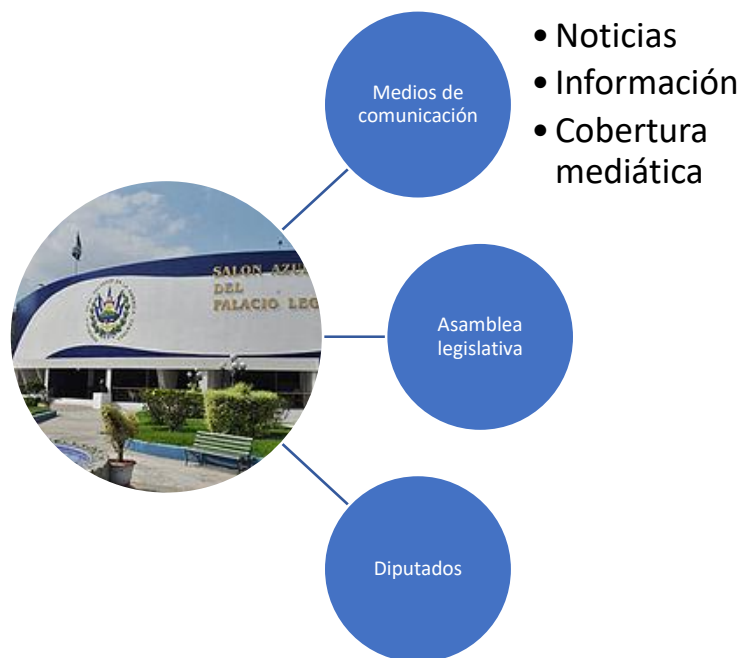 • Noticias
• Información
• Cobertura
mediática
Medios de
comunicación
SALON AZU
DEL
PALACIO LEG
Asamblea
legislativa
Diputados